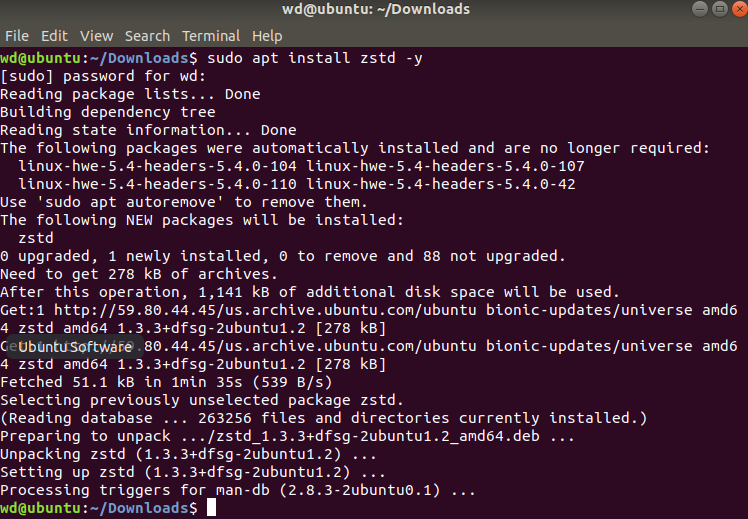 wd@ubuntu: ~/Downloads
File Edit View Search Terminal Help
wd@ubuntu:~/Downloads$ sudo apt install zstd -y
[sudo] password for wd:
Reading package lists... Done
Building dependency tree
Reading state information... Done
The following packages were automatically installed and are no longer required:
  linux-hwe-5.4-headers-5.4.0-104 linux-hwe-5.4-headers-5.4.0-107
  linux-hwe-5.4-headers-5.4.0-110 linux-hwe-5.4-headers-5.4.0-42
Use 'sudo apt autoremove' to remove them.
The following NEW packages will be installed:
  zstd
0 upgraded, 1 newly installed, 0 to remove and 88 not upgraded.
Need to get 278 kB of archives.
After this operation, 1,141 kB of additional disk space will be used.
Get:1 http://59.80.44.45/us.archive.ubuntu.com/ubuntu bionic-updates/universe amd6
4 zstd amd64 1.3.3+dfsg-2ubuntu1.2 [278 kB]
Ubuntu Software .80.44.45/us.archive.ubuntu.com/ubuntu bionic-updates/universe amd6
4 zstd amd64 1.3.3+dfsg-2ubuntu1.2 [278 kB]
Fetched 51.1 kB in 1min 35s (539 B/s)
Selecting previously unselected package zstd.
(Reading database ... 263256 files and directories currently installed.)
Preparing to unpack .../zstd_1.3.3+dfsg-2ubuntu1.2_amd64.deb ...
Unpacking zstd (1.3.3+dfsg-2ubuntu1.2) ...
Setting up zstd (1.3.3+dfsg-2ubuntu1.2) ...
Processing triggers for man-db (2.8.3-2ubuntu0.1) ...
wd@ubuntu:~/Downloads$